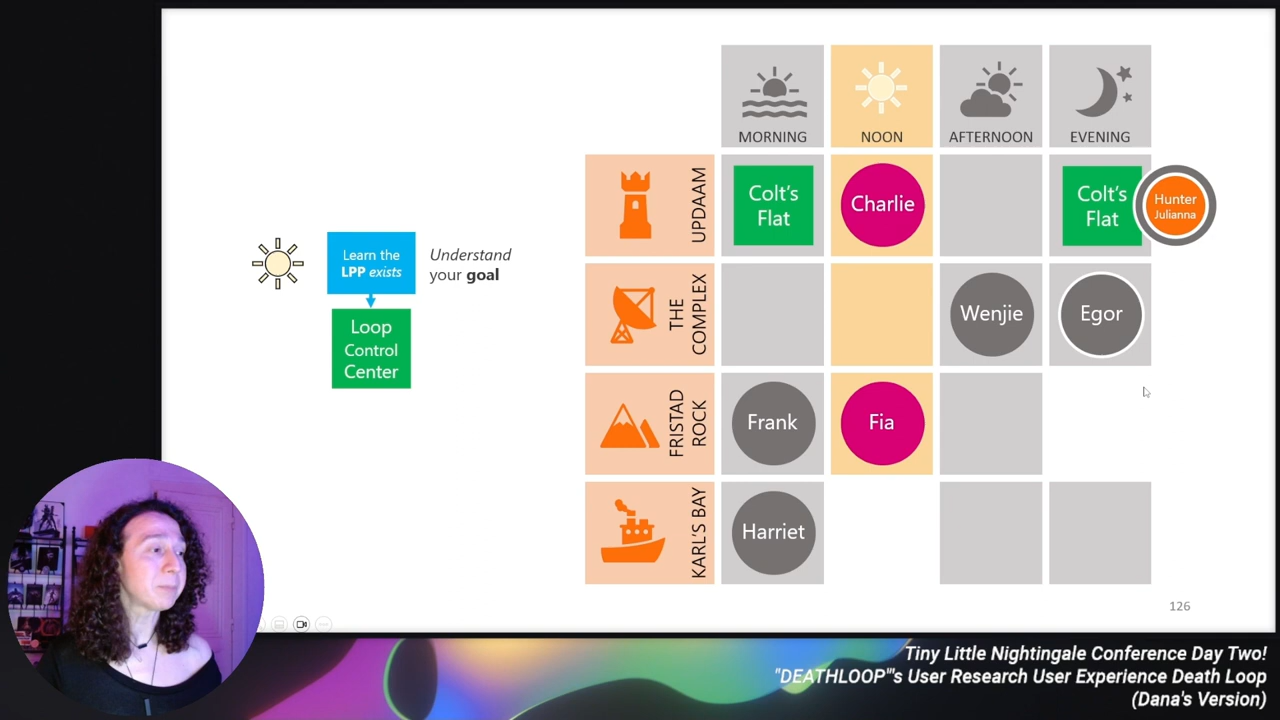 MORNING
NOON
AFTERNOON
EVENING
UPDAAM
Colt's
Flat
Charlie
Colt's
Flat
Hunter
Julianna
Learn the
LPP exists
Understand
your goal
Loop
Control
Center
THE
COMPLEX
Wenjie
Egor
FRISTAD
ROCK
Frank
Fia
KARL'S BAY
Harriet
126
Tiny Little Nightingale Conference Day Two!
"DEATHLOOP"'s User Research User Experience Death Loop
(Dana's Version)